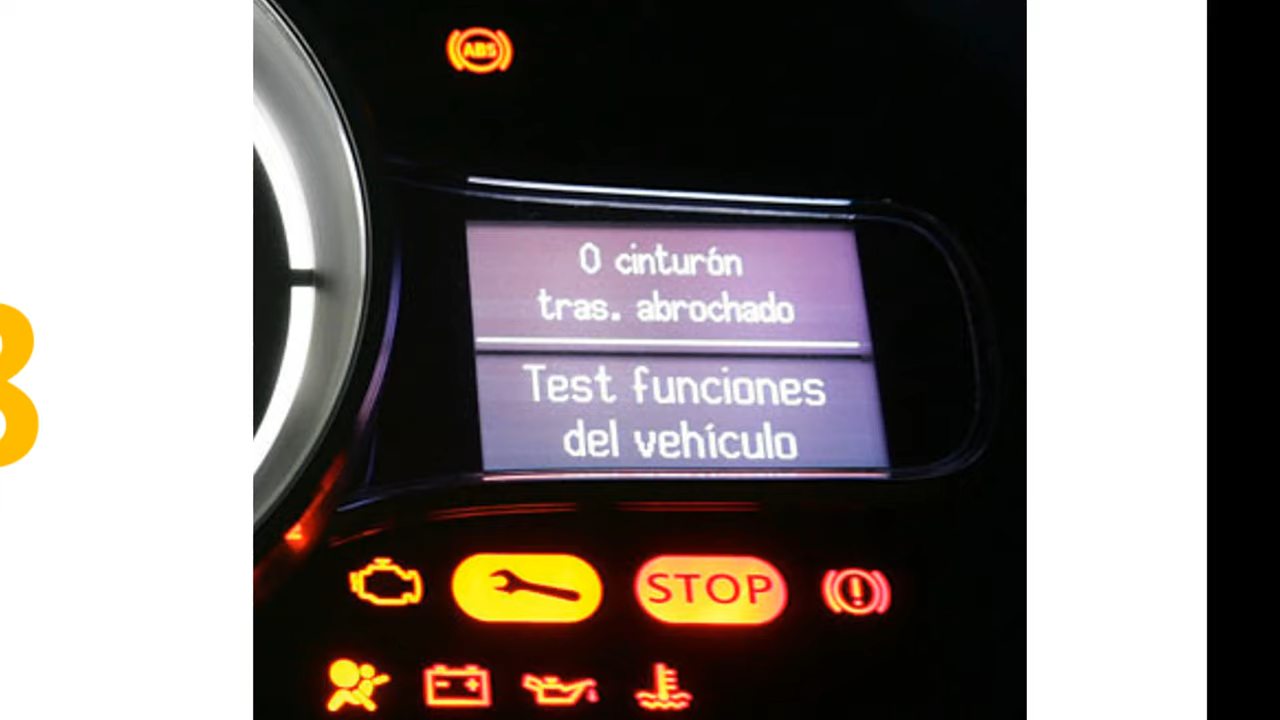 ABS
0 cinturón
tras. abrochado
Test funciones
del vehículo
STOP